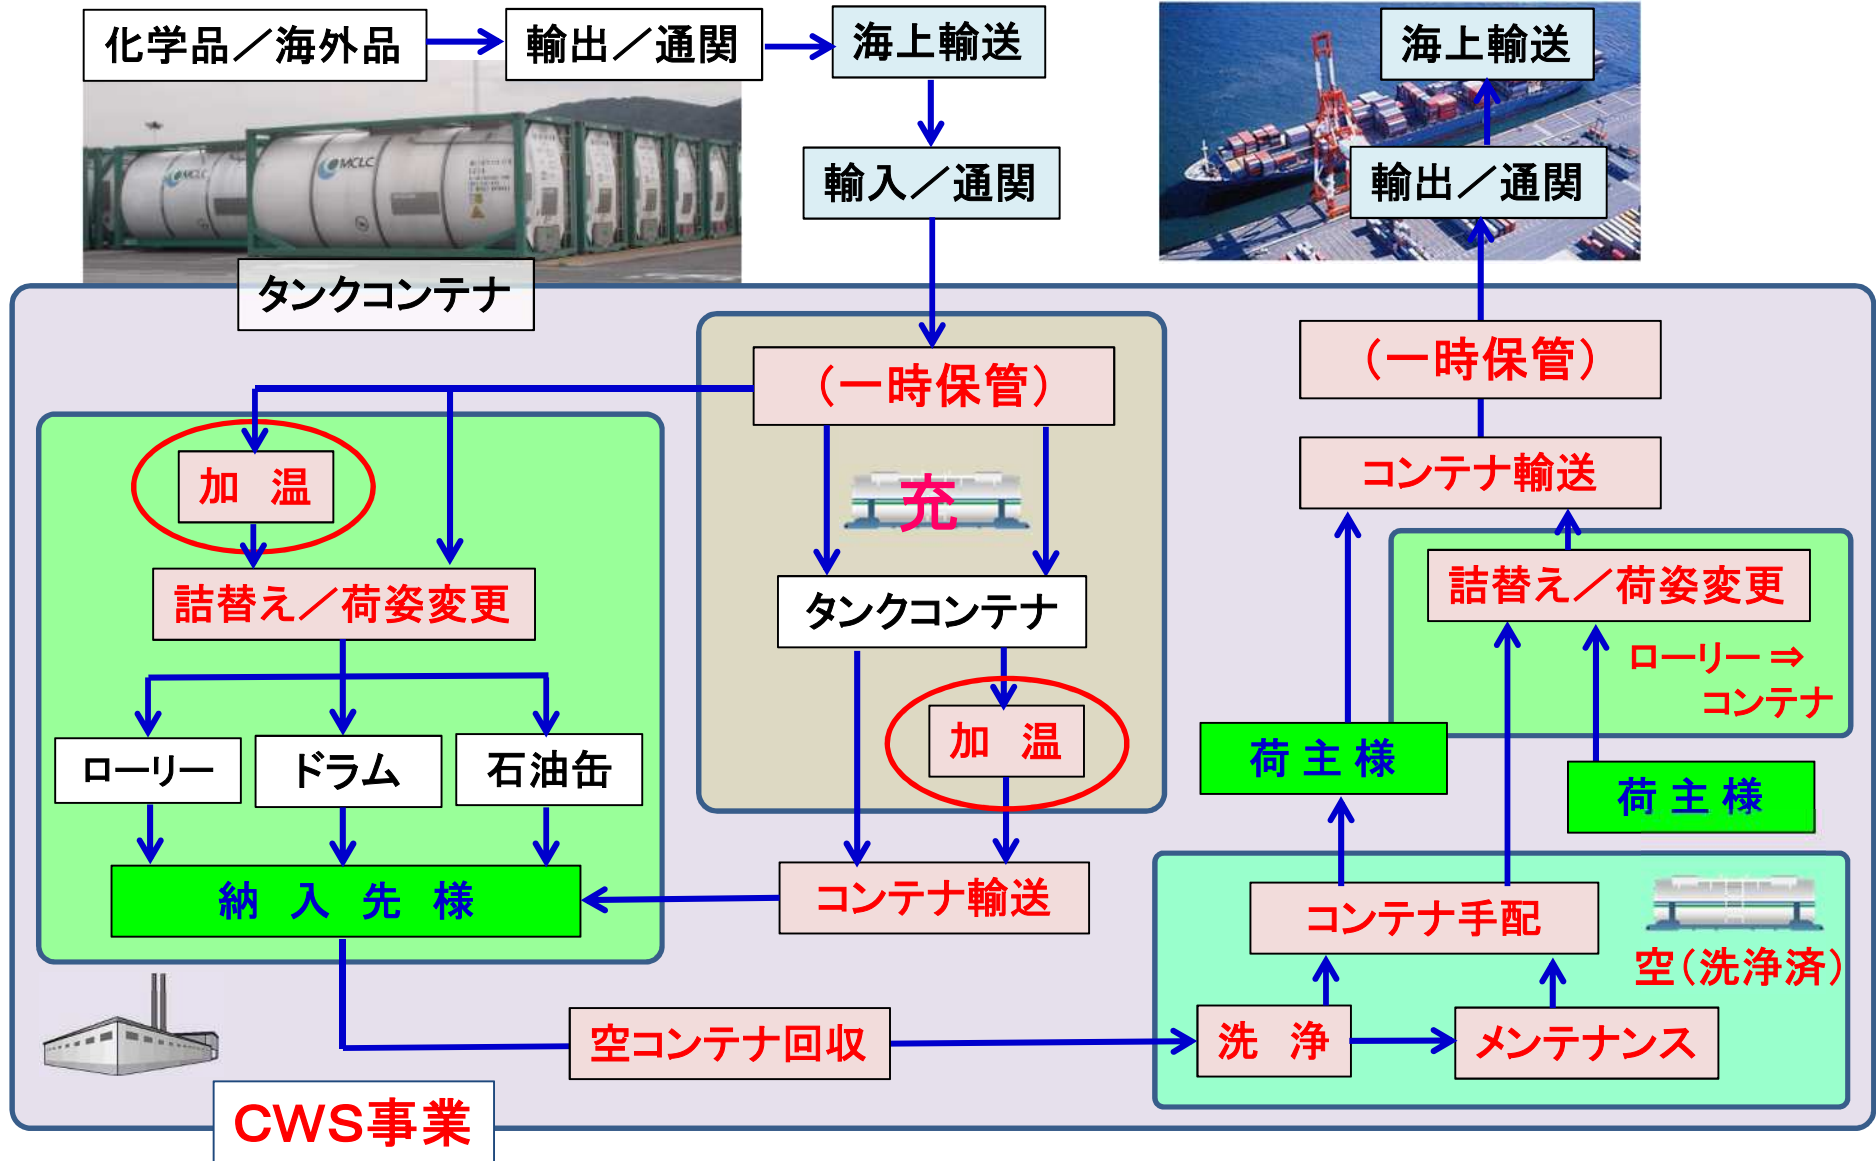 化学品／海外品
輸出／通関
海上輸送
輸入／通関
海上輸送
輸出／通関
MCLC
MCLC
タンクコンテナ
（一時保管）
加　温
詰替え／荷姿変更
ローリー
ドラム
石油缶
納　入　先　様
充
タンクコンテナ
加　温
コンテナ輸送
（一時保管）
コンテナ輸送
詰替え／荷姿変更
ローリー ⇒
コンテナ
荷 主 様
荷 主 様
コンテナ手配
空（洗浄済）
洗　浄
メンテナンス
空コンテナ回収
CWS事業